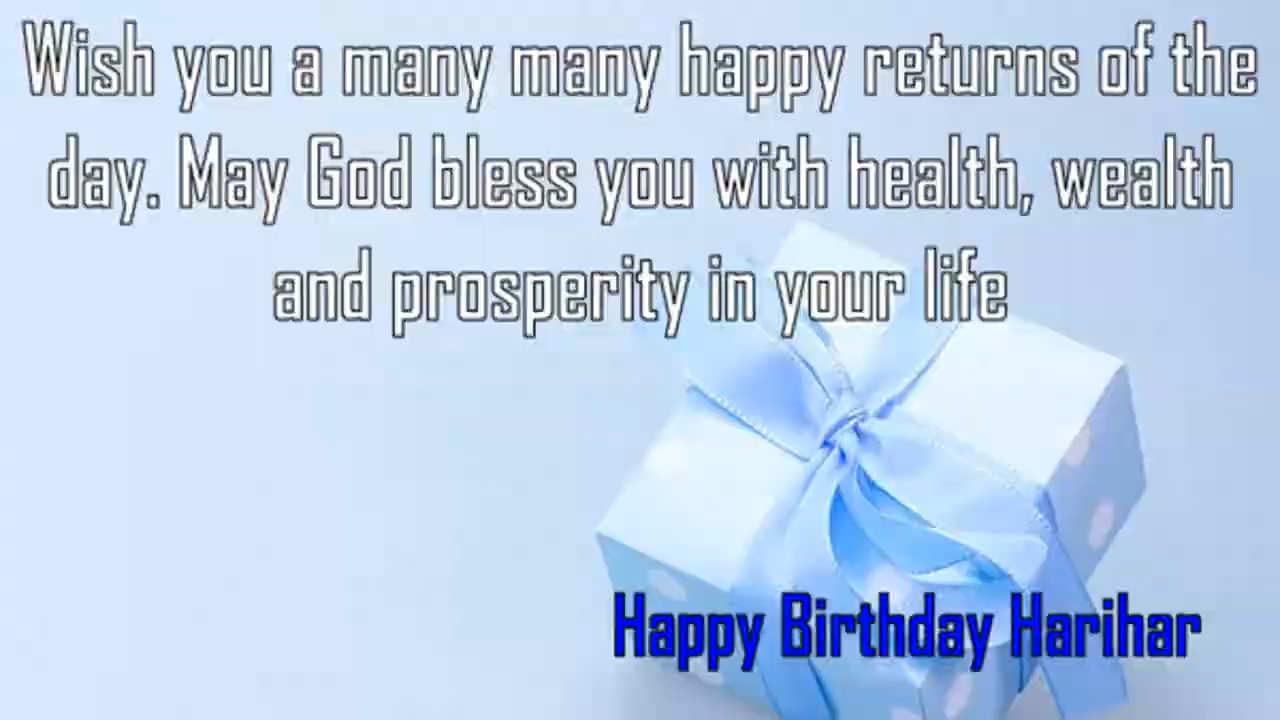 Wish you a many many happy returns of the
day. May God bless you with health, wealth
and prosperity in your life
Happy Birthday Harihar